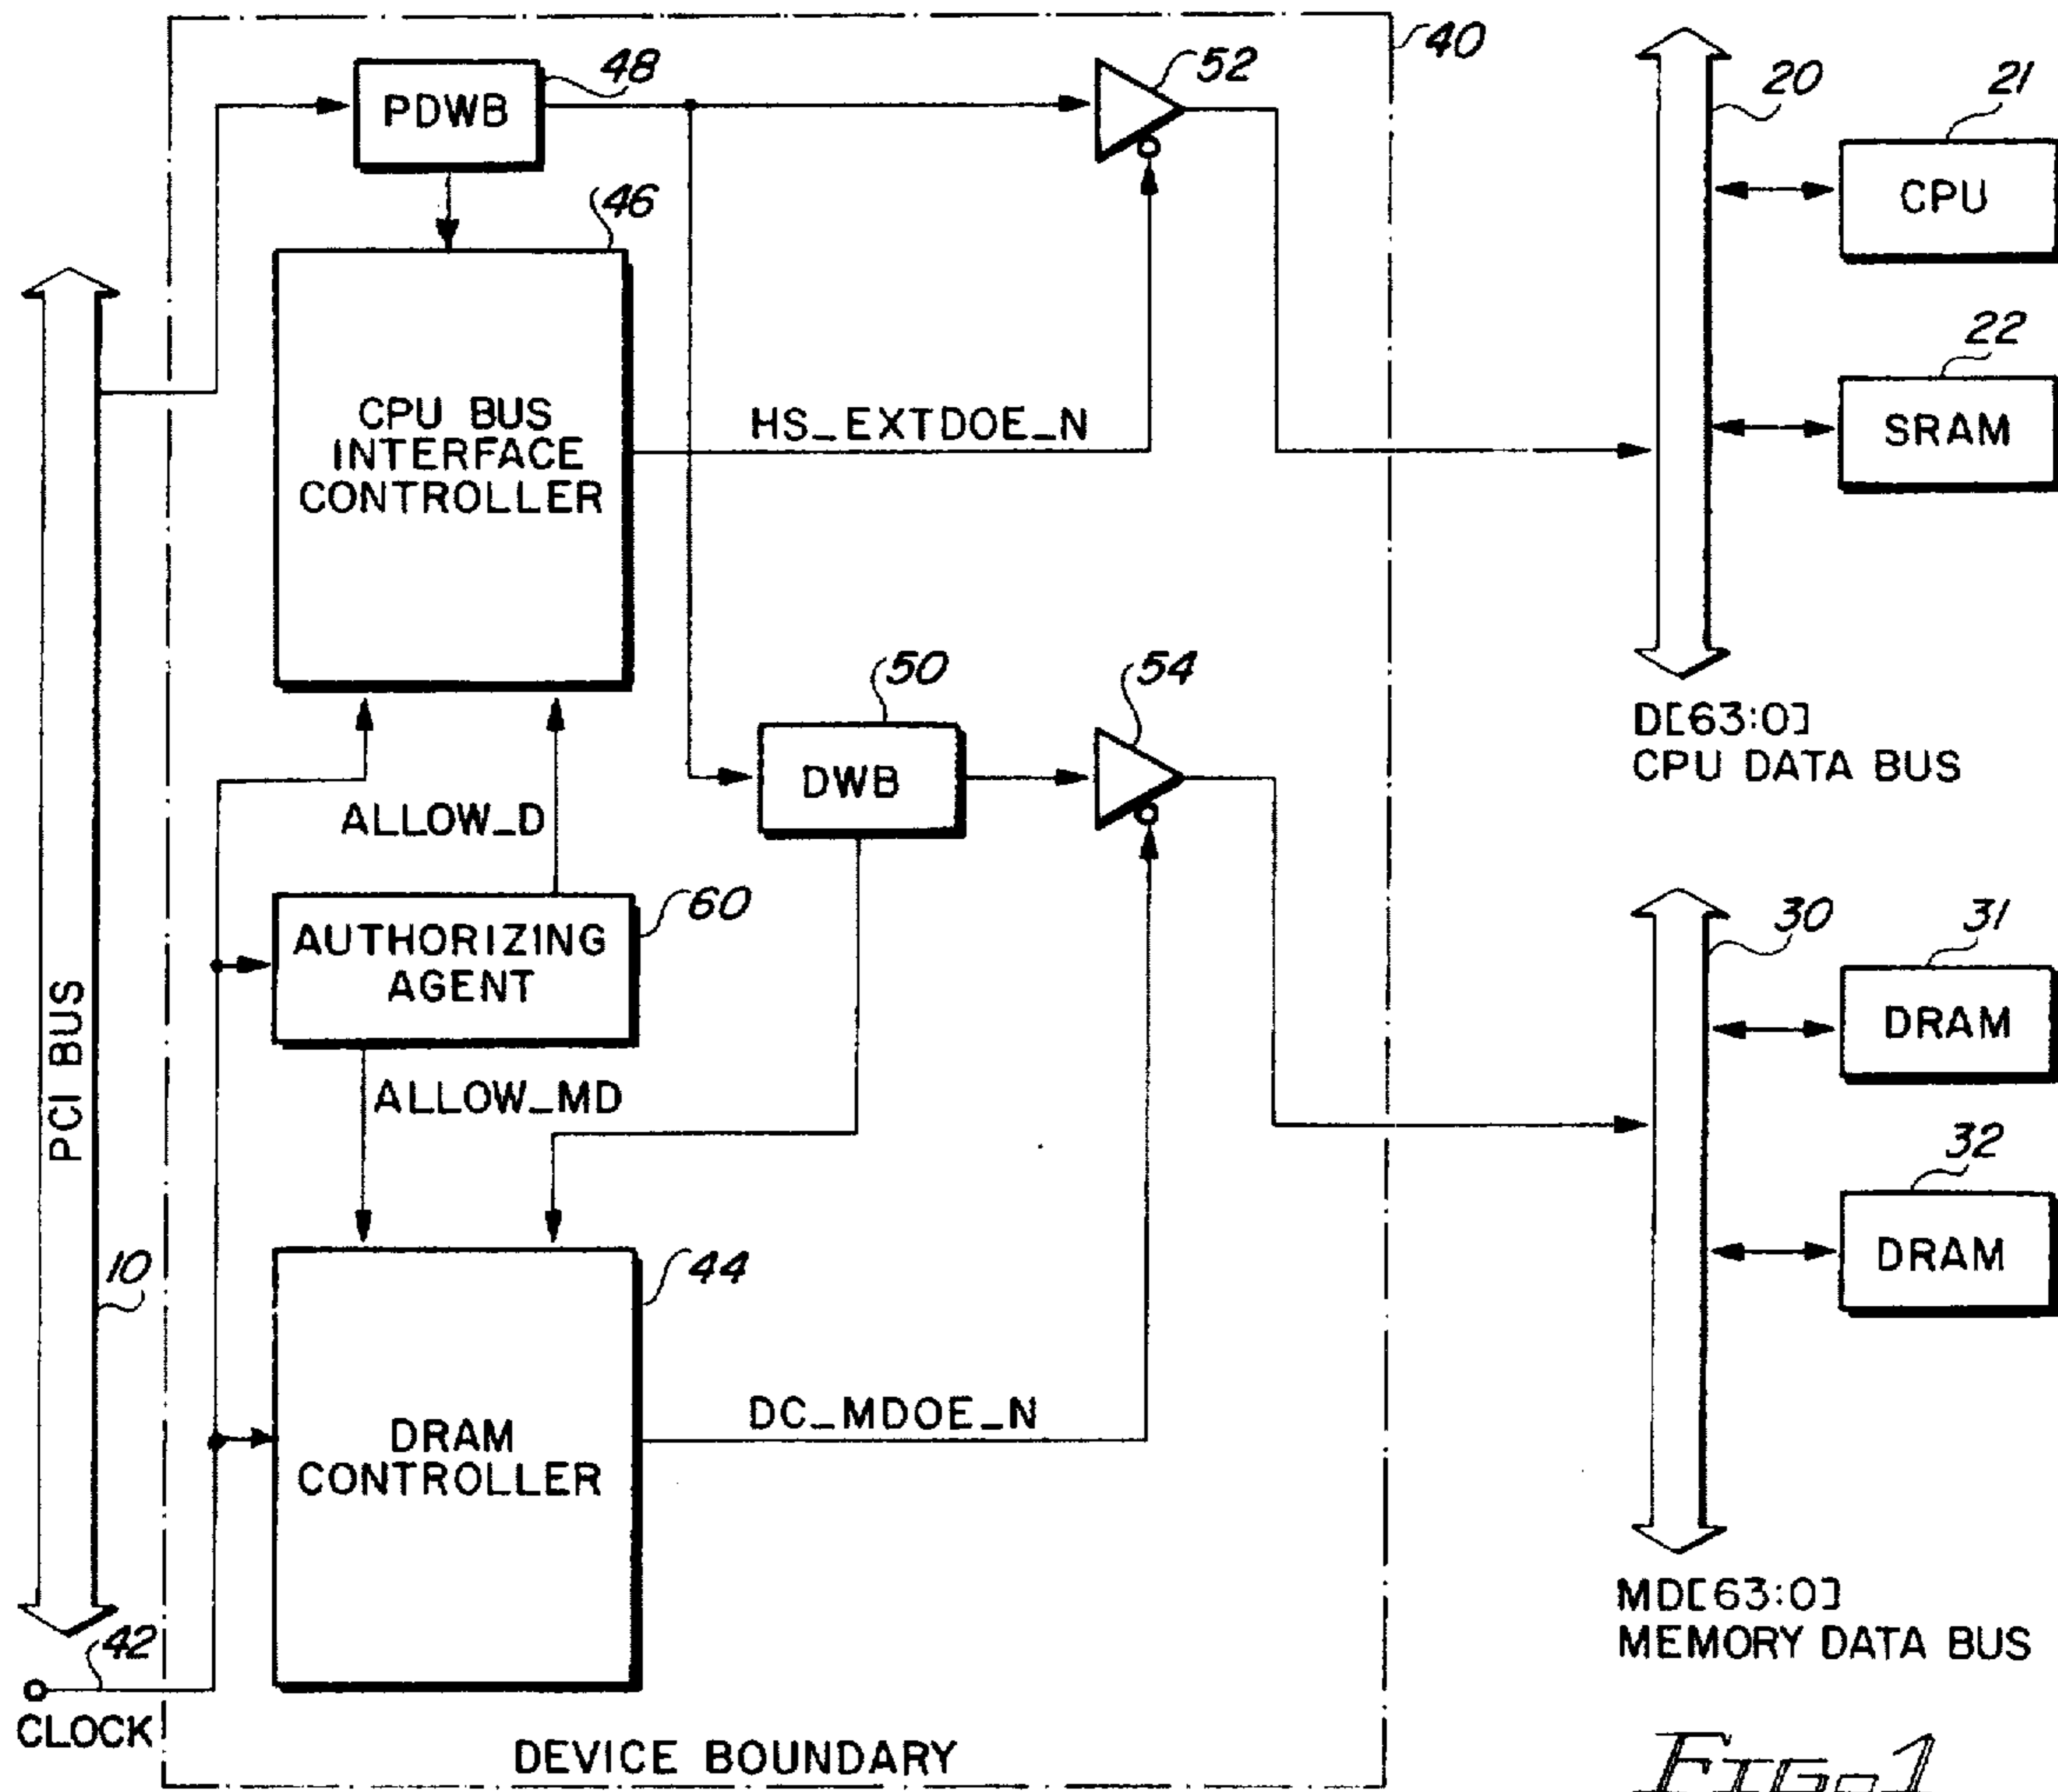 40
48
PDWB
52
20
21
CPU
46
22
SRAM
CPU BUS
INTERFACE
CONTROLLER
HS_EXTDOE_N
50
54
D[63:0]
CPU DATA BUS
DWB
ALLOW_D
60
AUTHORIZING
AGENT
30
31
DRAM
PCI BUS
ALLOW_MD
32
DRAM
10
44
DRAM
CONTROLLER
DC_MDOE_N
MD[63:0]
MEMORY DATA BUS
42
CLOCK
DEVICE BOUNDARY
FIG. 1